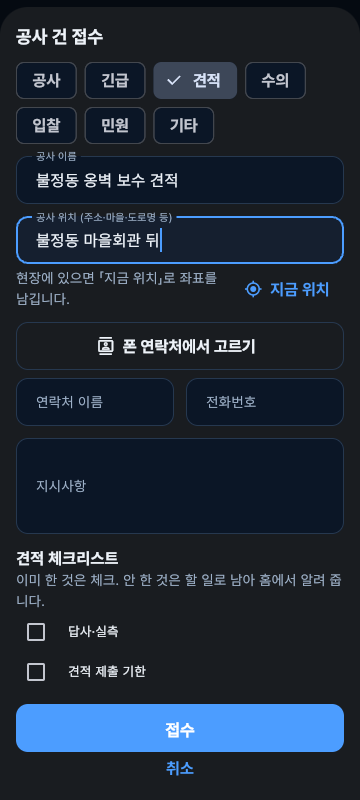 공사 건 접수
공사
긴급
견적
수의
입찰
민원
기타
공사 이름
불정동 옹벽 보수 견적
공사 위치 (주소·마을·도로명 등)
불정동 마을회관 뒤
현장에 있으면 「지금 위치」로 좌표를
남깁니다.
지금 위치
폰 연락처에서 고르기
연락처 이름
전화번호
지시사항
견적 체크리스트
이미 한 것은 체크. 안 한 것은 할 일로 남아 홈에서 알려 줍
니다.
답사·실측
견적 제출 기한
접수
취소